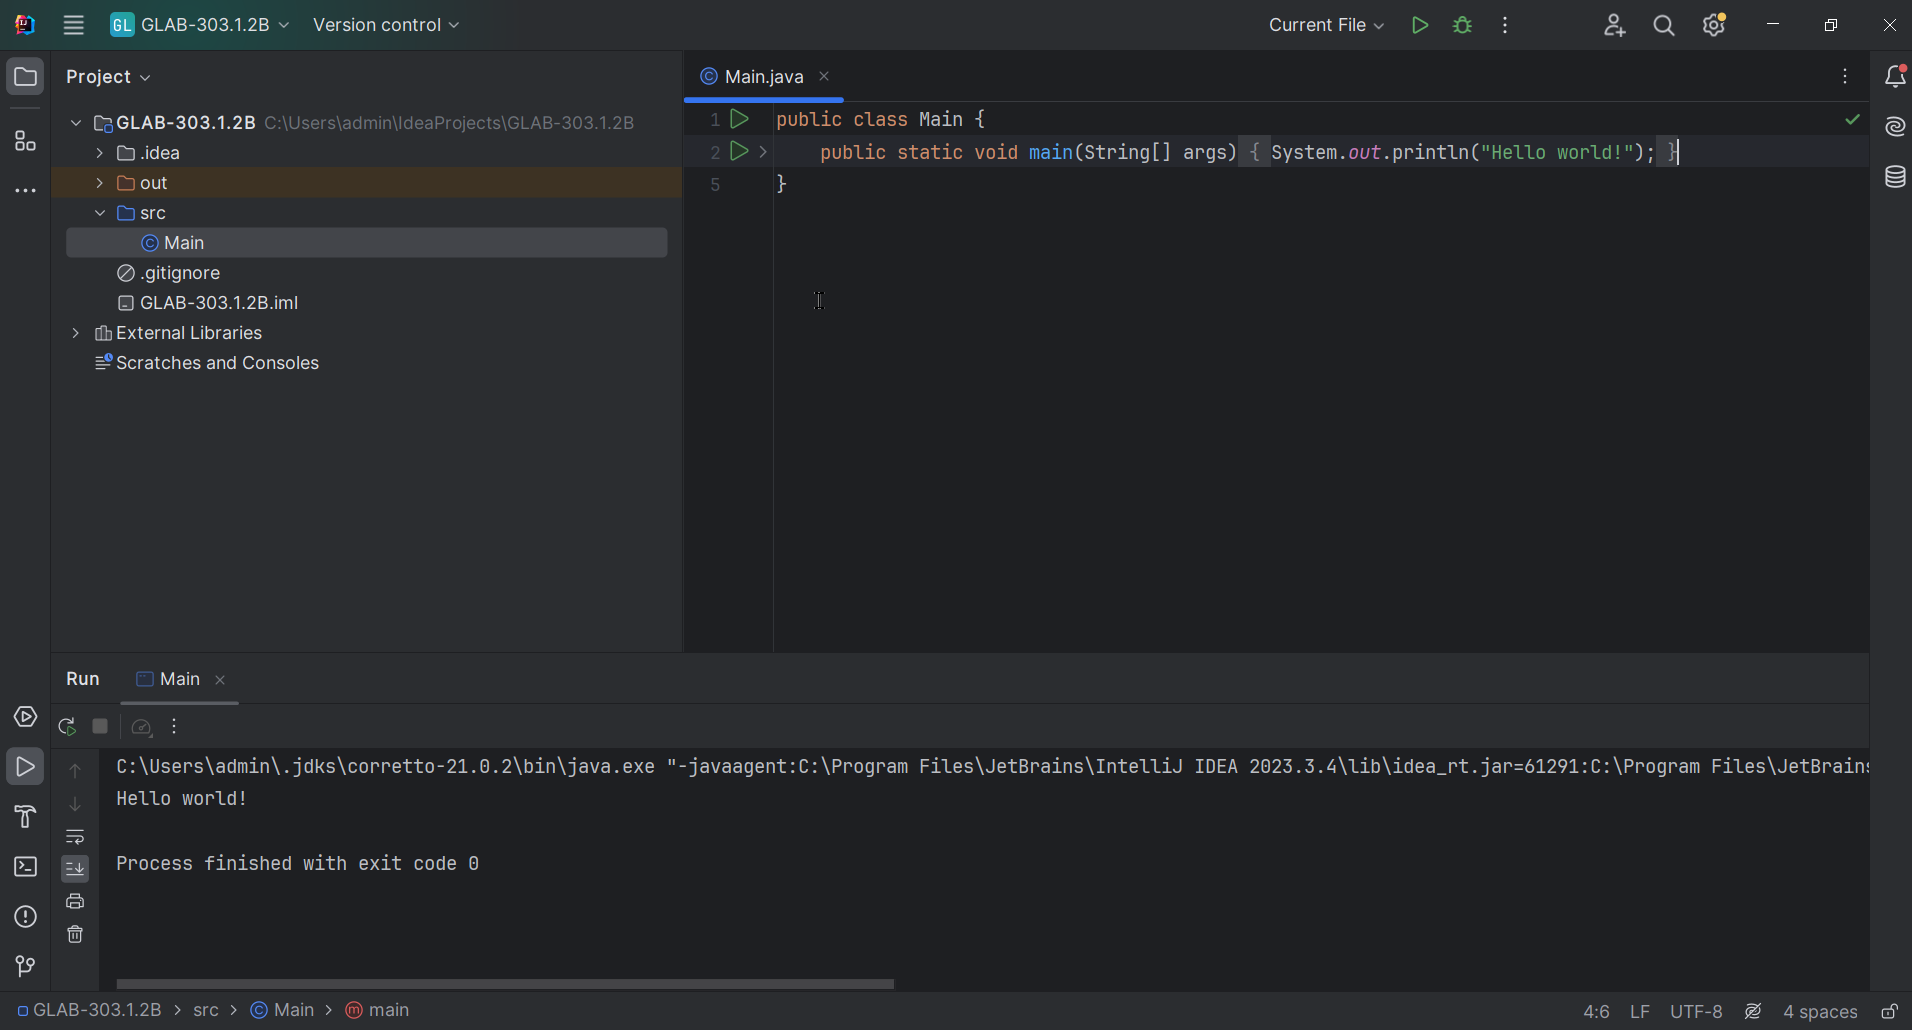 GL GLAB-303.1.2B Version control Current File
Project
Main.java
GLAB-303.1.2B C:\Users\admin\IdeaProjects\GLAB-303.1.2B
.idea
out
src
Main
.gitignore
GLAB-303.1.2B.iml
External Libraries
Scratches and Consoles
1 public class Main {
2 public static void main(String[] args) { System.out.println("Hello world!"); }
5 }
Run Main
C:\Users\admin\.jdks\corretto-21.0.2\bin\java.exe "-javaagent:C:\Program Files\JetBrains\IntelliJ IDEA 2023.3.4\lib\idea_rt.jar=61291:C:\Program Files\JetBrains
Hello world!
Process finished with exit code 0
GLAB-303.1.2B > src > Main > main 4:6 LF UTF-8 4 spaces